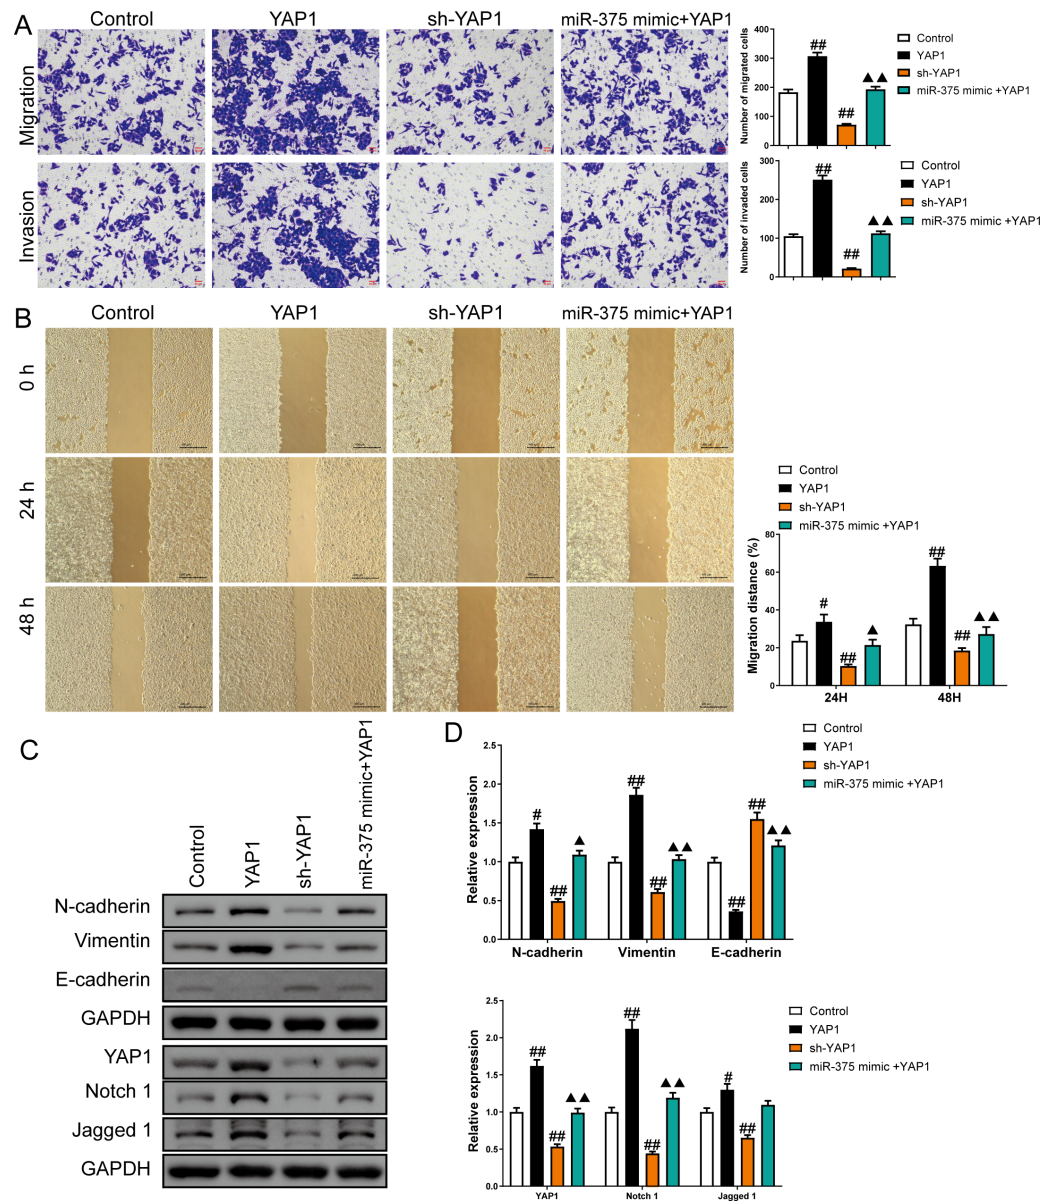 A
Control
YAP1
sh-YAP1
miR-375 mimic+YAP1
Migration
Invasion
Number of migrated cells
400
300
200
100
0
##
##
▲▲
Control
YAP1
sh-YAP1
miR-375 mimic +YAP1
Number of invaded cells
300
200
100
0
##
##
▲▲
Control
YAP1
sh-YAP1
miR-375 mimic +YAP1
B
Control
YAP1
sh-YAP1
miR-375 mimic+YAP1
0 h
24 h
48 h
Control
YAP1
sh-YAP1
miR-375 mimic +YAP1
Migration distance (%)
80
60
40
20
0
#
##
▲
##
##
▲▲
24H
48H
C
Control
YAP1
sh-YAP1
miR-375 mimic+YAP1
N-cadherin
Vimentin
E-cadherin
GAPDH
YAP1
Notch 1
Jagged 1
GAPDH
D
Control
YAP1
sh-YAP1
miR-375 mimic +YAP1
Relative expression
2.5
2.0
1.5
1.0
0.5
0.0
#
##
▲
##
##
▲▲
##
##
▲▲
N-cadherin
Vimentin
E-cadherin
Control
YAP1
sh-YAP1
miR-375 mimic +YAP1
Relative expression
2.5
2.0
1.5
1.0
0.5
0.0
##
##
▲▲
##
##
▲▲
#
##
YAP1
Notch 1
Jagged 1